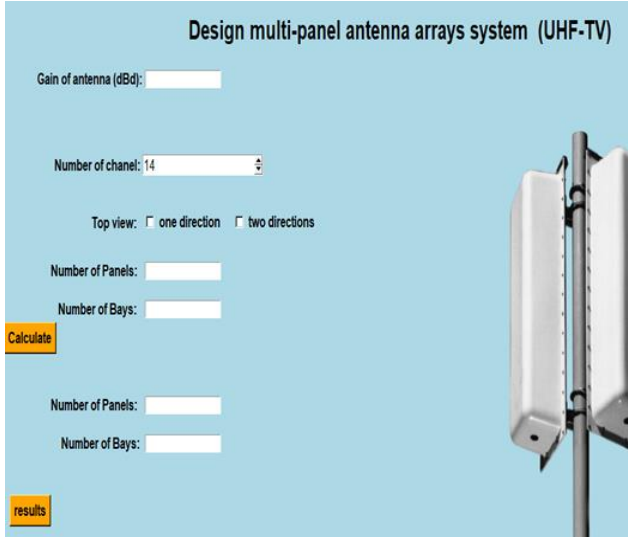 Design multi-panel antenna arrays system (UHF-TV)
Gain of antenna (dBd):
Number of chanel: 14
Top view: one direction two directions
Number of Panels:
Number of Bays:
Calculate
Number of Panels:
Number of Bays:
results